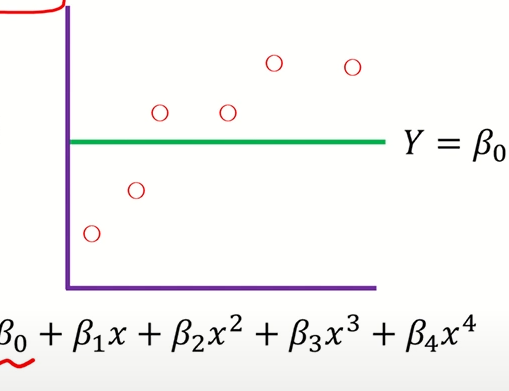 Y = β₀
β₀ + β₁x + β₂x² + β₃x³ + β₄x⁴